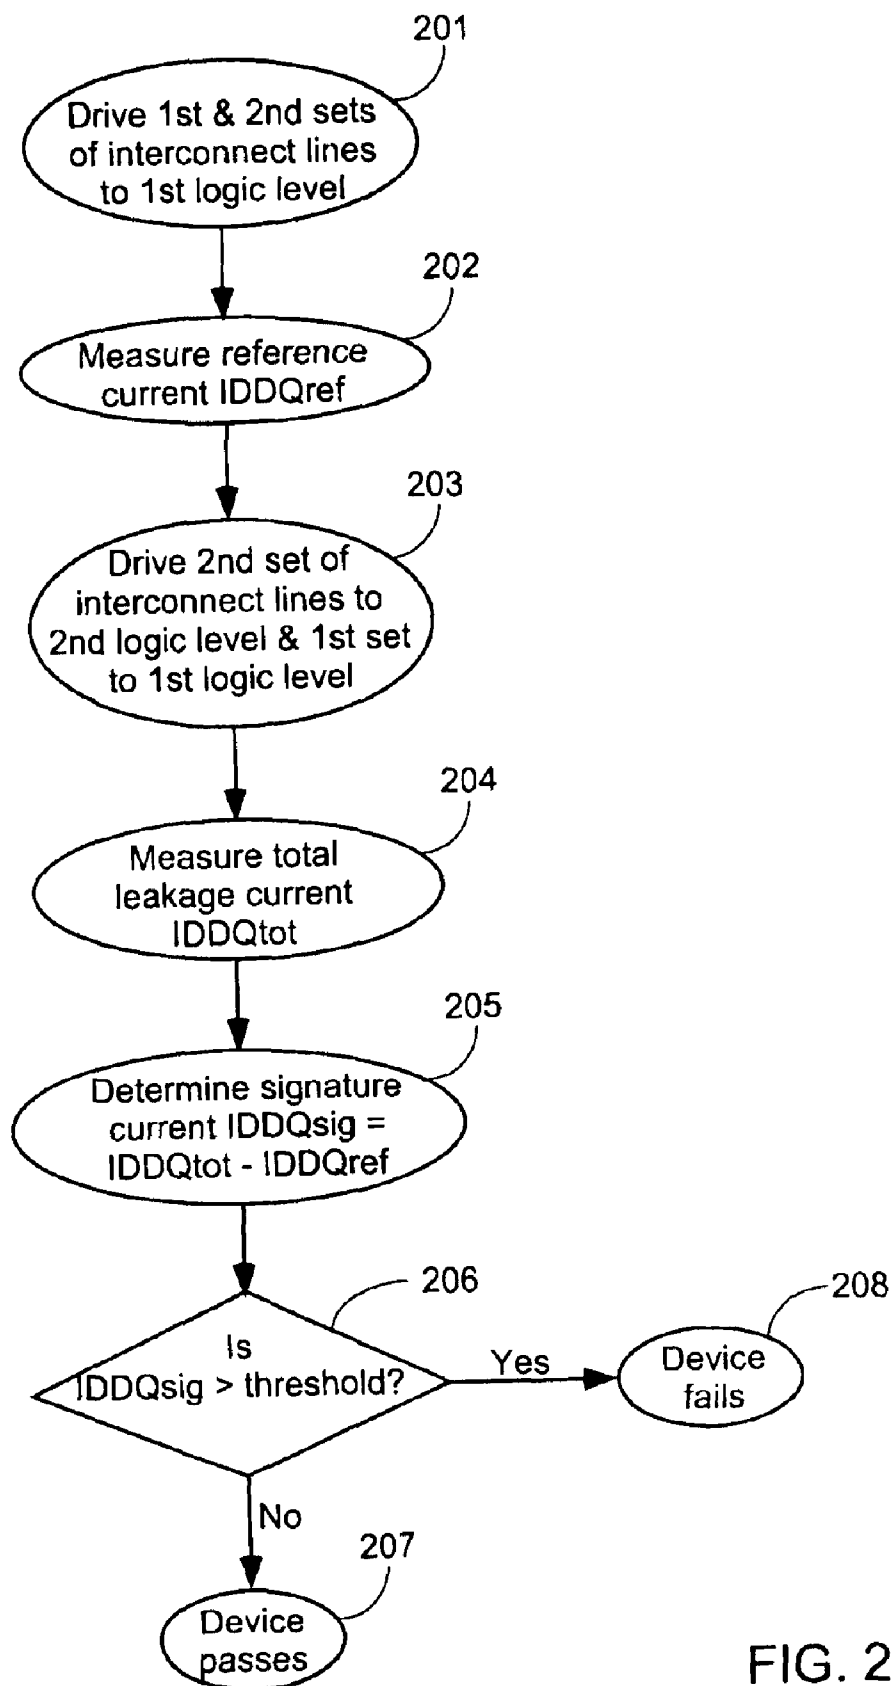 201
Drive 1st & 2nd sets
of interconnect lines
to 1st logic level
202
Measure reference
current IDDQref
203
Drive 2nd set of
interconnect lines to
2nd logic level & 1st set
to 1st logic level
204
Measure total
leakage current
IDDQtot
205
Determine signature
current IDDQsig =
IDDQtot - IDDQref
206
Is
IDDQsig > threshold?
Yes
208
Device
fails
No
207
Device
passes
FIG. 2